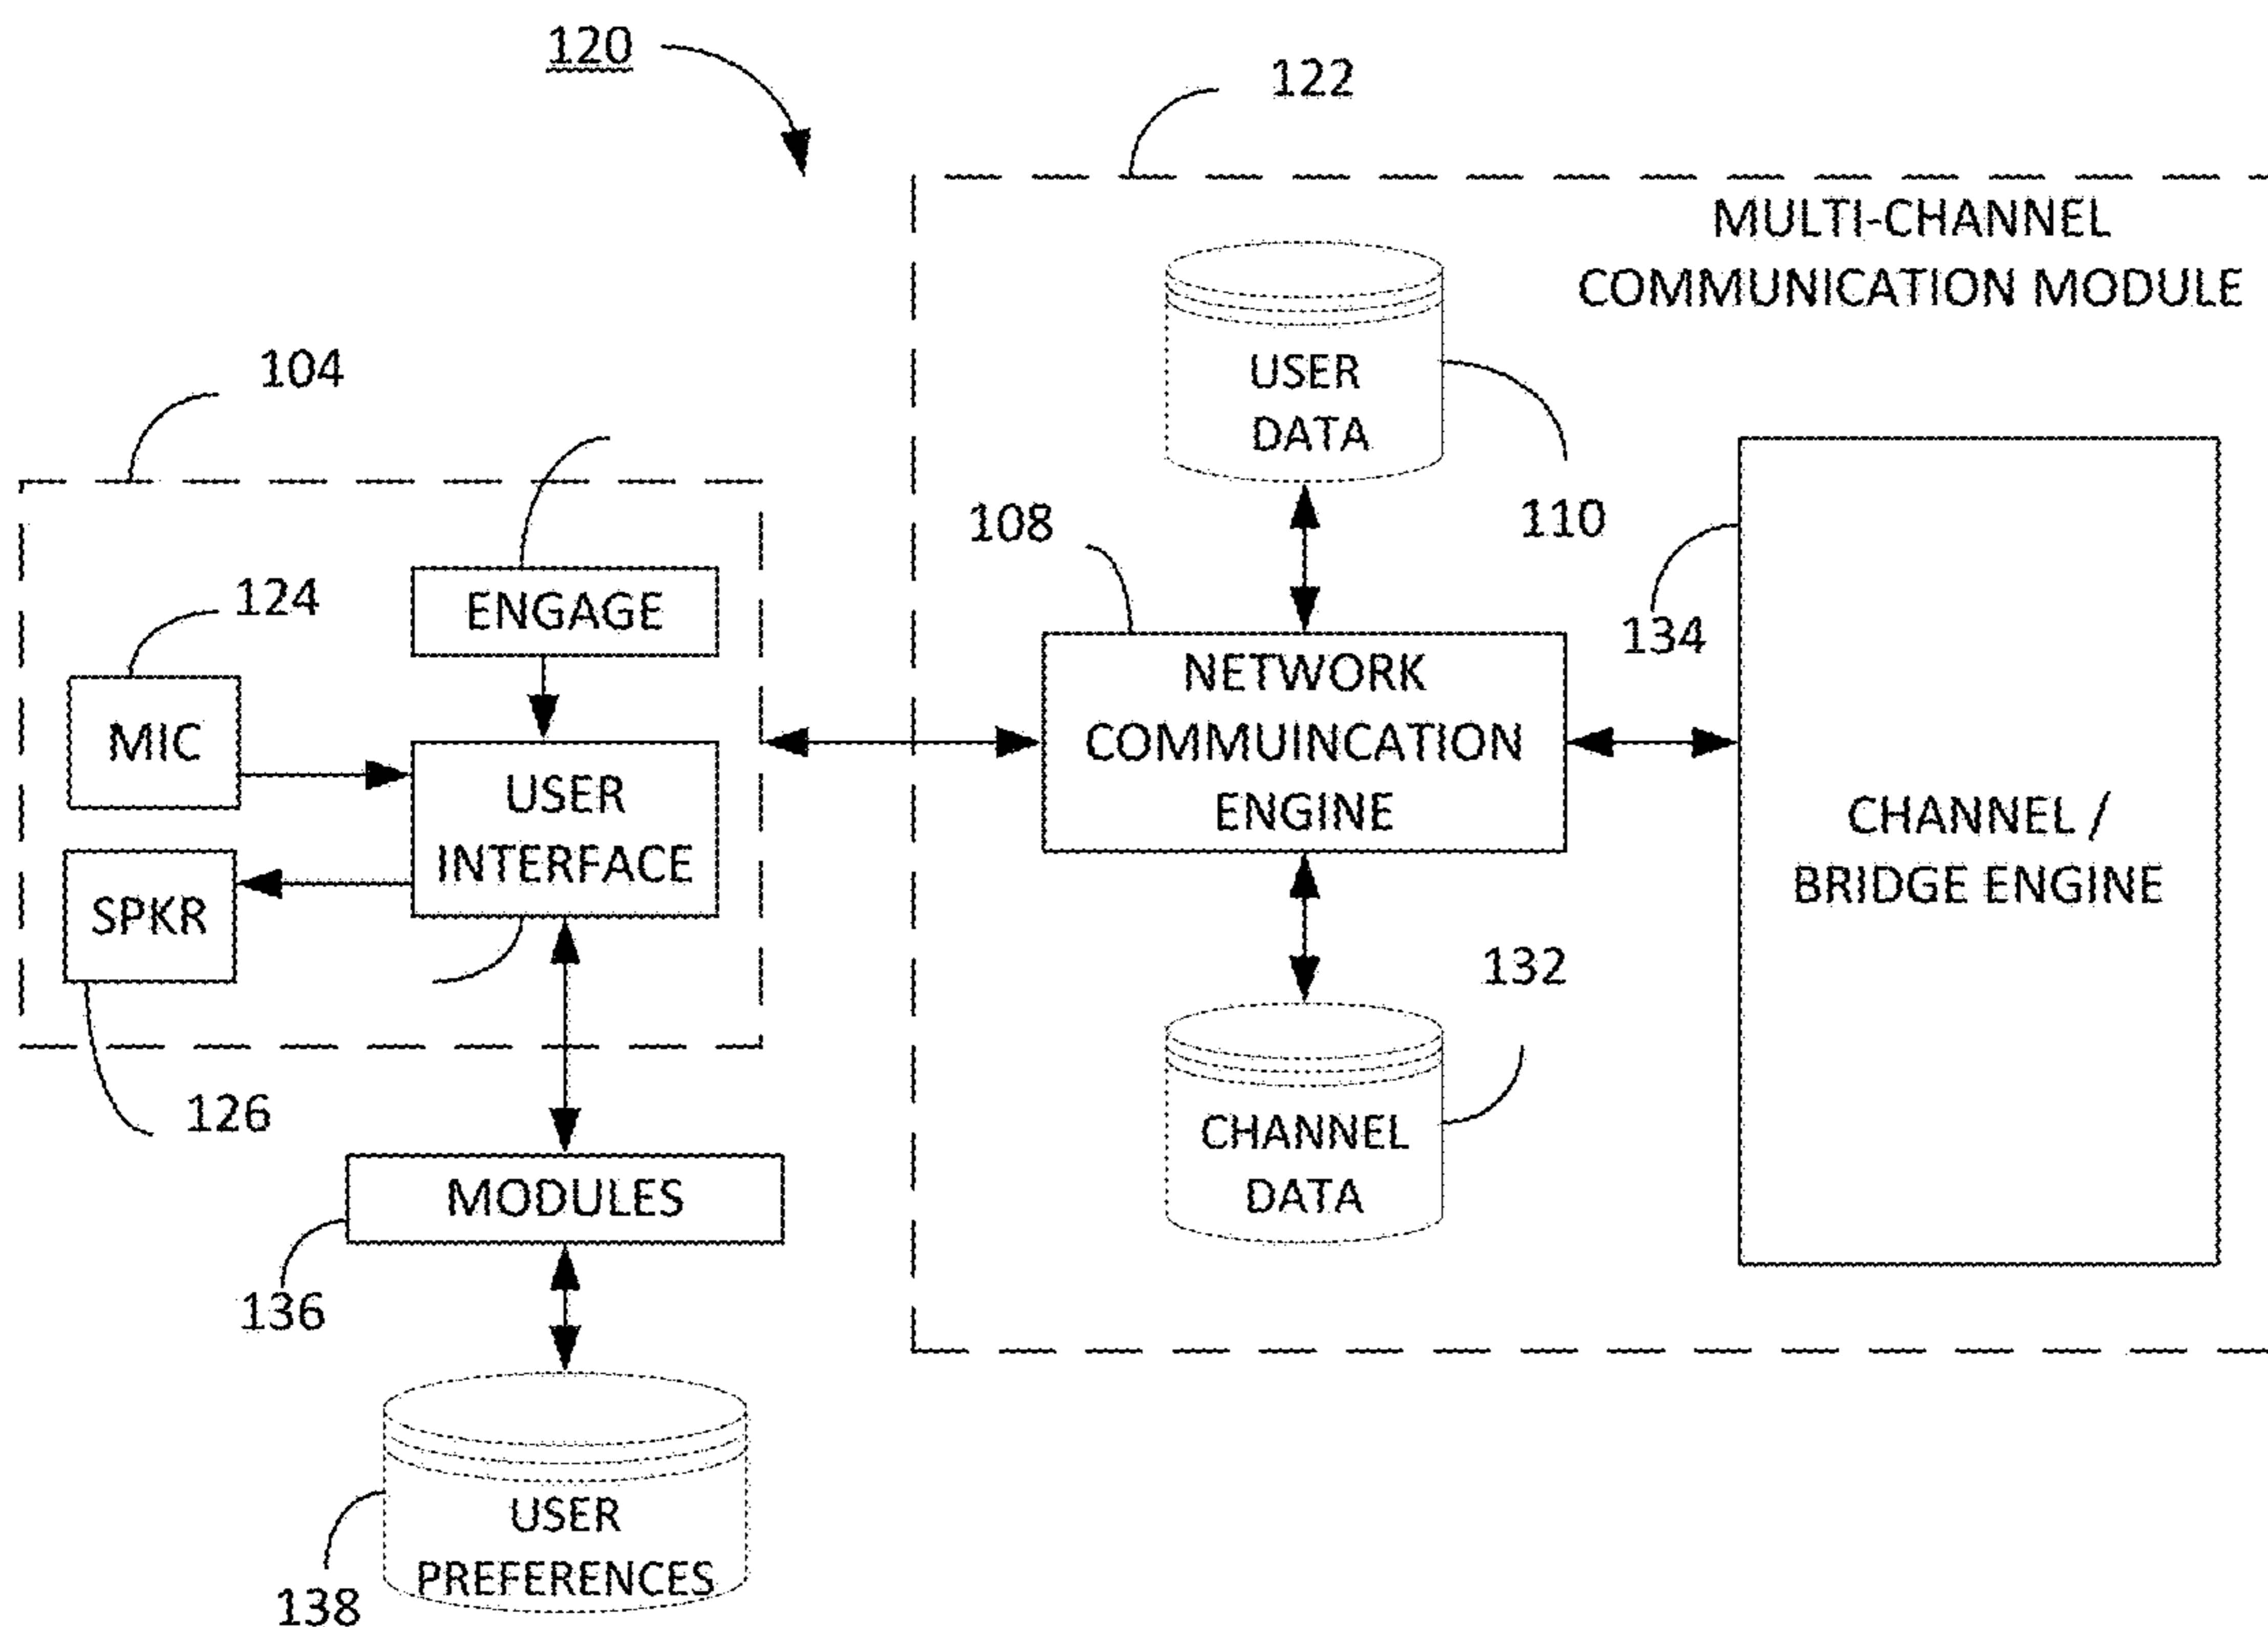 120
122
MULTI-CHANNEL
COMMUNICATION MODULE
104
USER
DATA
110
108
134
124
ENGAGE
MIC
NETWORK
COMMUINCATION
ENGINE
USER
INTERFACE
SPKR
CHANNEL /
BRIDGE ENGINE
132
126
CHANNEL
DATA
MODULES
136
USER
PREFERENCES
138